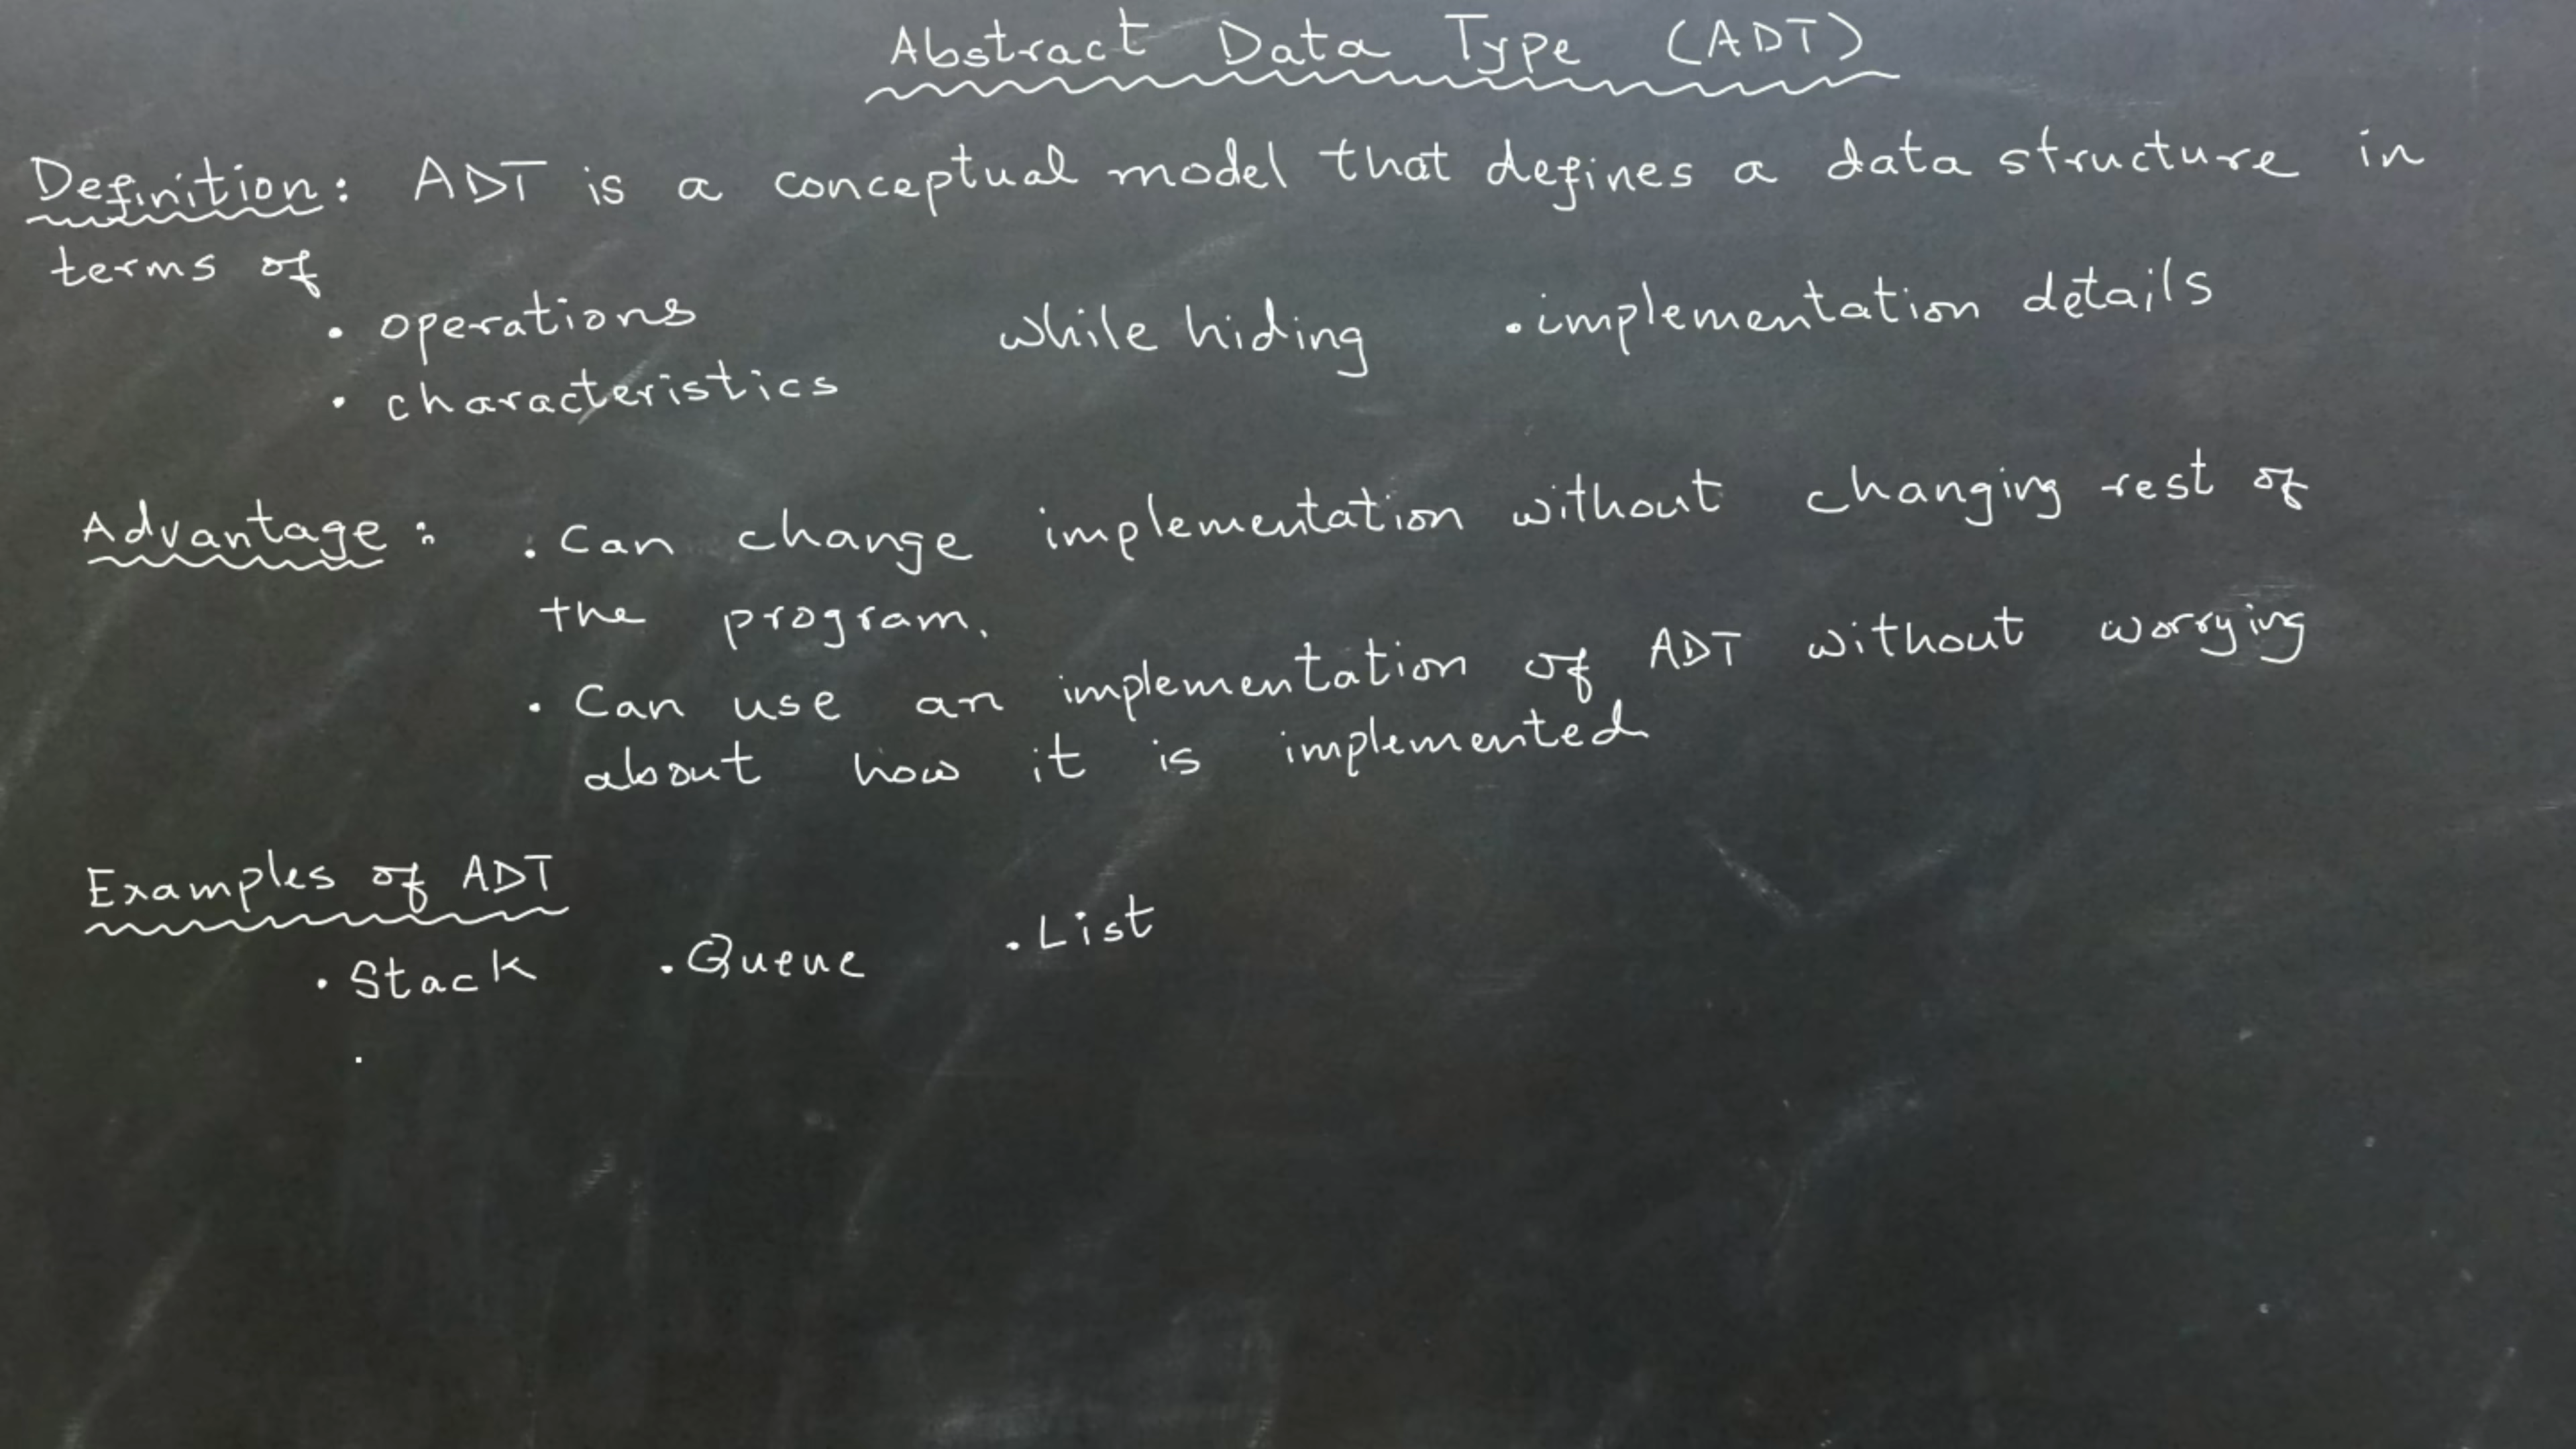 Abstract Data Type (ADT)
Definition: ADT is a conceptual model that defines a data structure in
terms of
• operations while hiding • implementation details
• characteristics
Advantage: • Can change implementation without changing rest of
the program.
• Can use an implementation of ADT without worrying
about how it is implemented
Examples of ADT
• Stack • Queue • List
•